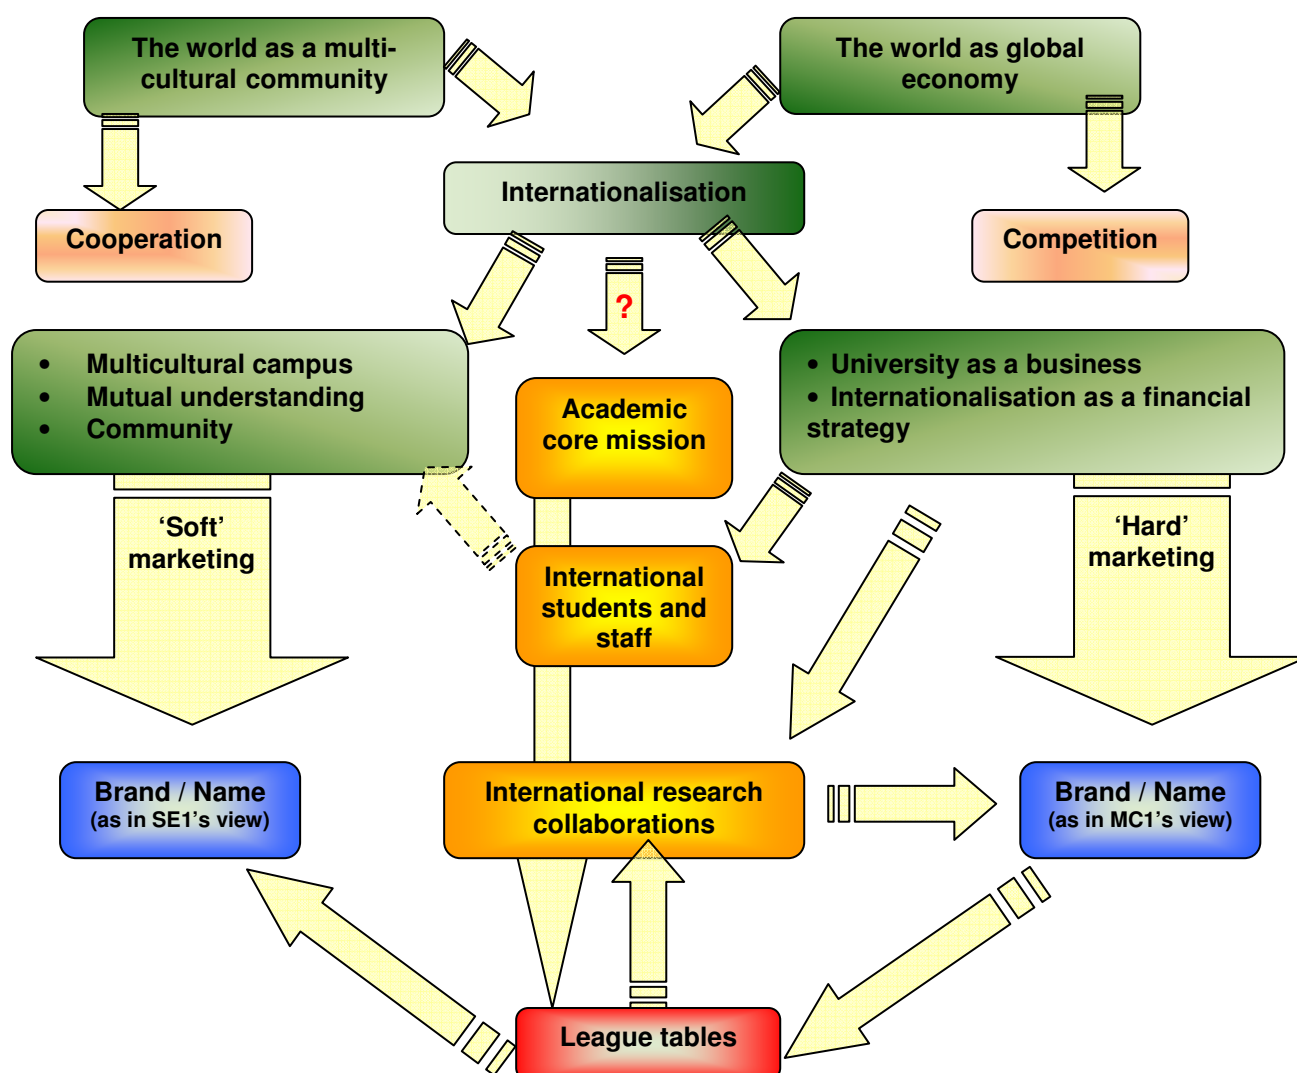 The world as a multi-
cultural community
The world as global
economy
Internationalisation
Cooperation
Competition
?
• Multicultural campus
• Mutual understanding
• Community
Academic
core mission
• University as a business
• Internationalisation as a financial
strategy
‘Soft’
marketing
International
students and
staff
‘Hard’
marketing
Brand / Name
(as in SE1's view)
International research
collaborations
Brand / Name
(as in MC1's view)
League tables